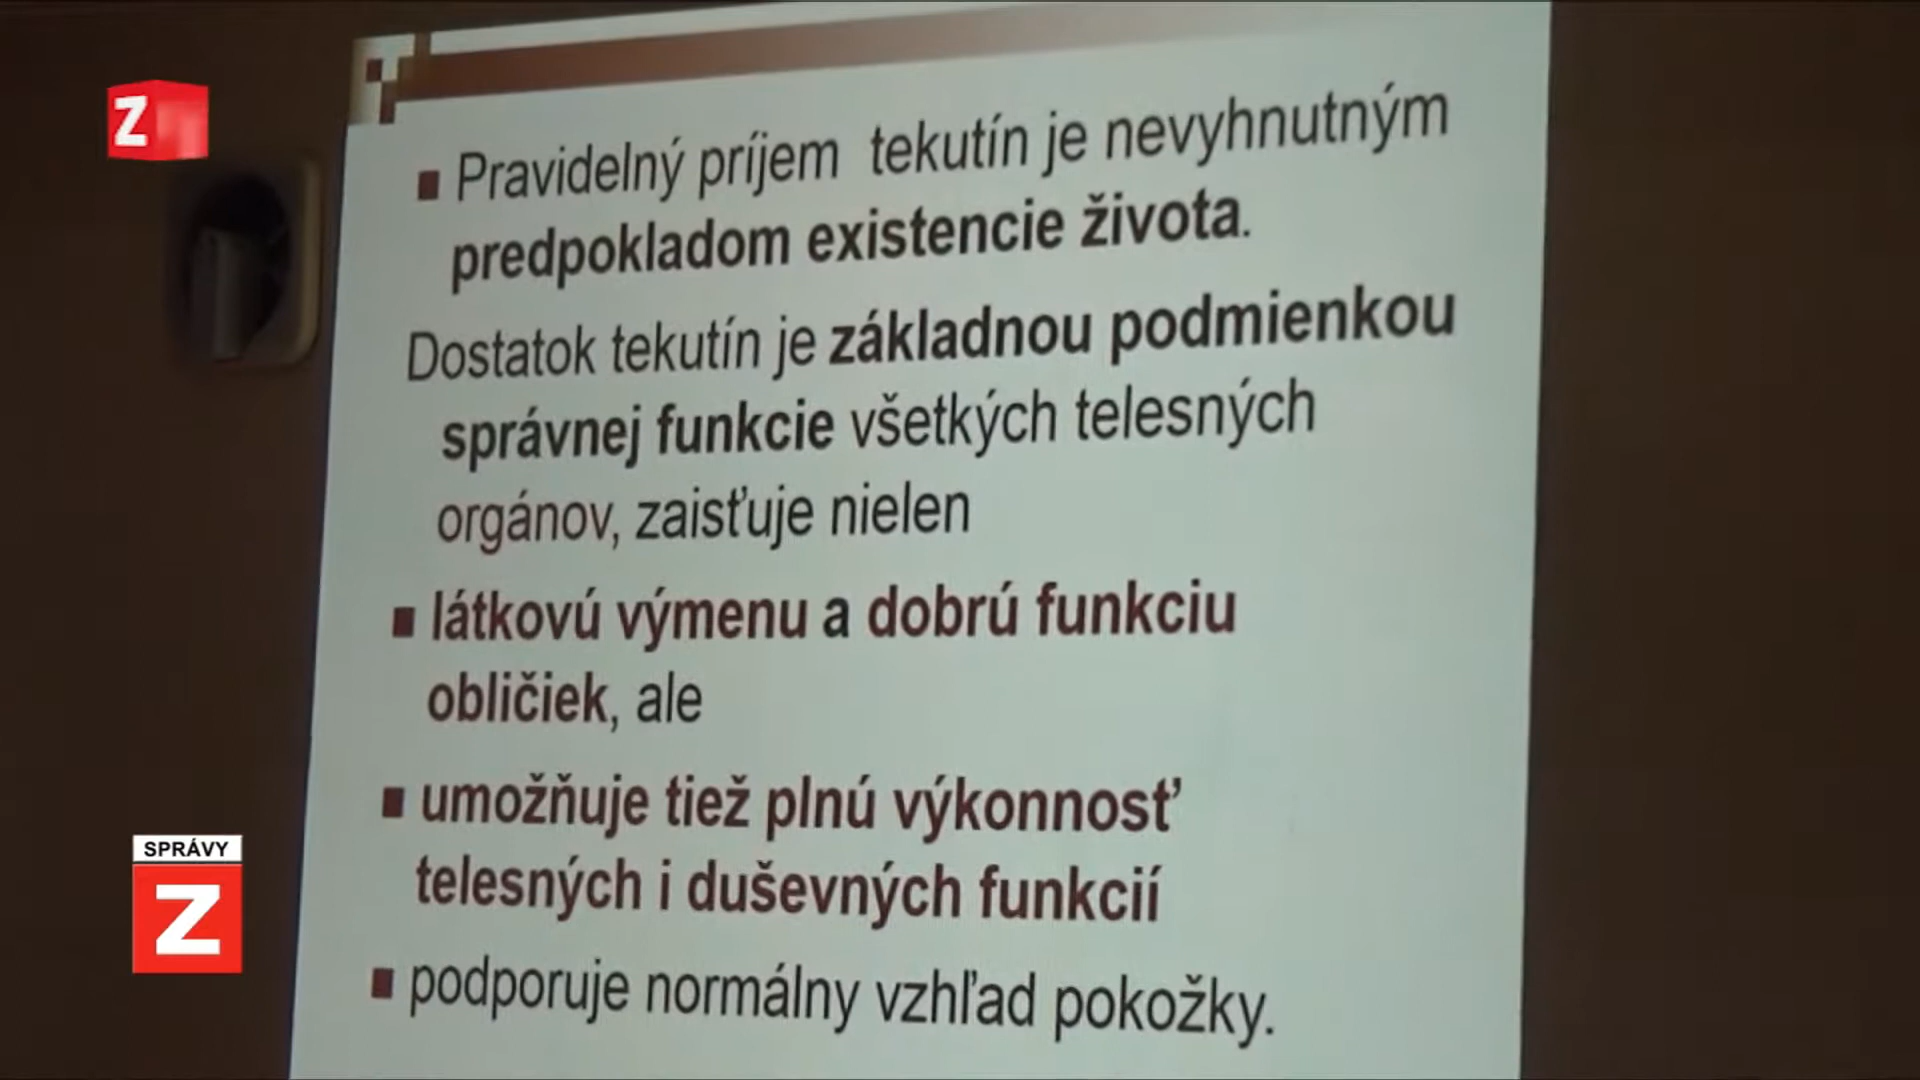 Z
Pravidelný príjem tekutín je nevyhnutným
predpokladom existencie života.
Dostatok tekutín je základnou podmienkou
správnej funkcie všetkých telesných
orgánov, zaisťuje nielen
látkovú výmenu a dobrú funkciu
obličiek, ale
umožňuje tiež plnú výkonnosť
telesných i duševných funkcií
podporuje normálny vzhľad pokožky.
SPRÁVY
Z